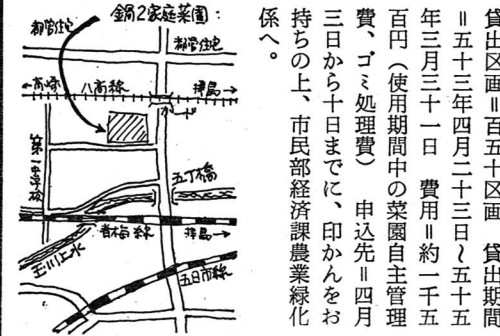 貸出区画＝百五十区画　貸出期間
＝五十三年四月二十三日〜五十五
年三月三十一日　費用＝約一千五
百円（使用期間中の菜園自主管理
費、ゴミ処理費）　申込先＝四月
三日から十日までに、印かんをお
持ちの上、市民部経済課農業緑化
係へ。
鍋2家庭菜園：
都営住宅
都営住宅
←高崎
八高線
拝島→
ガード
第一中学校
五丁橋
青梅線
拝島→
玉川上水
五日市線